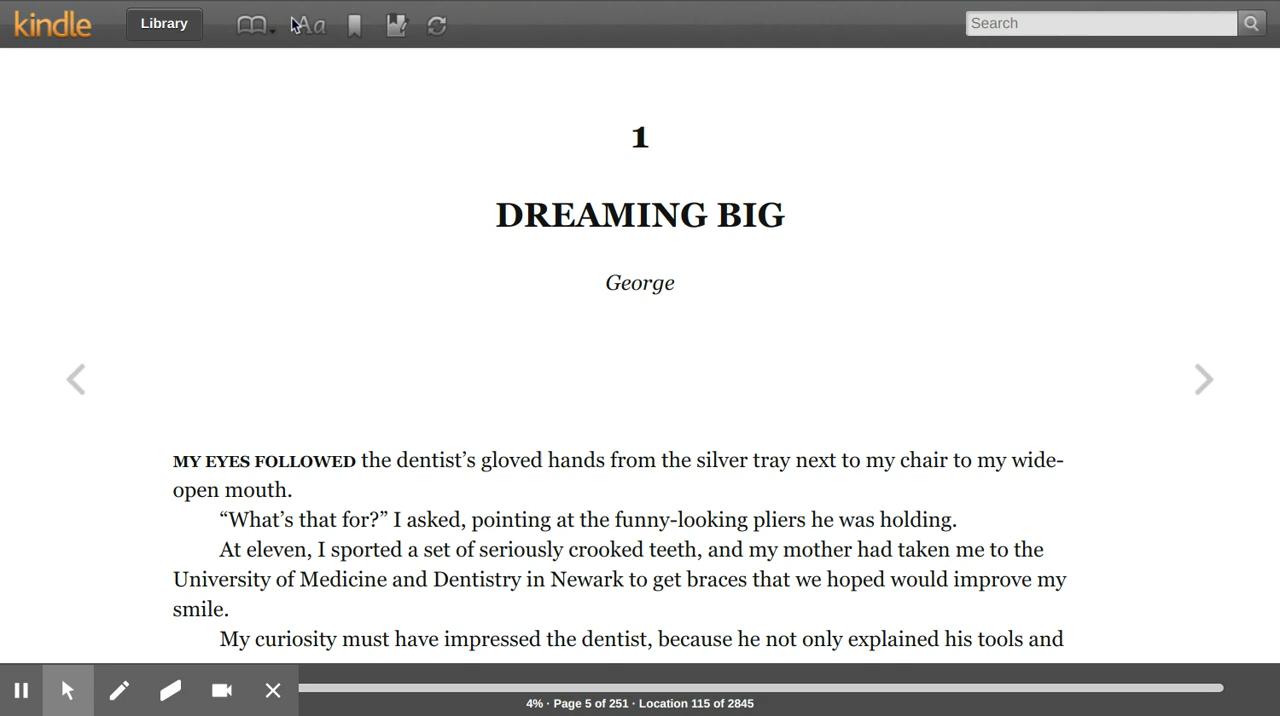 kindle Library Aa Search
1
DREAMING BIG
George
MY EYES FOLLOWED the dentist’s gloved hands from the silver tray next to my chair to my wide-
open mouth.
“What’s that for?” I asked, pointing at the funny-looking pliers he was holding.
At eleven, I sported a set of seriously crooked teeth, and my mother had taken me to the
University of Medicine and Dentistry in Newark to get braces that we hoped would improve my
smile.
My curiosity must have impressed the dentist, because he not only explained his tools and
4% · Page 5 of 251 · Location 115 of 2845